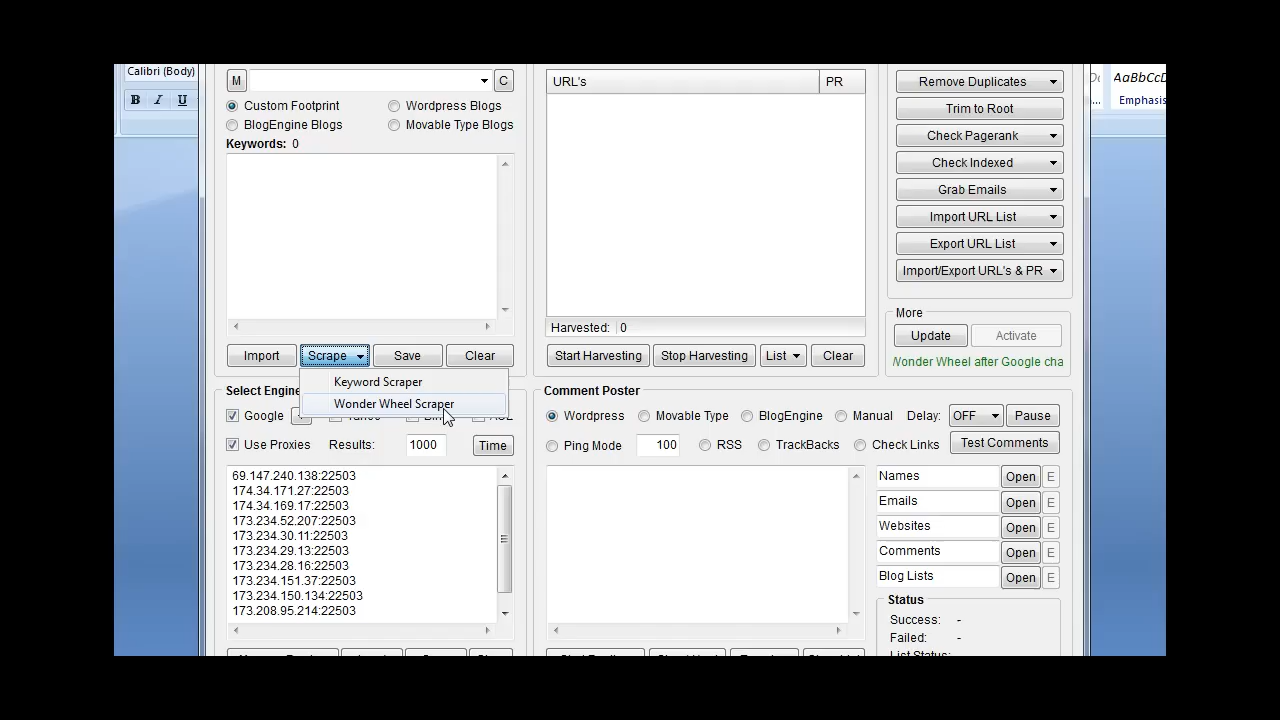 Calibri (Body)
B I U
AaBbCcD
Emphasis
M
C
Custom Footprint
Wordpress Blogs
BlogEngine Blogs
Movable Type Blogs
Keywords: 0
Import
Scrape
Save
Clear
Keyword Scraper
Wonder Wheel Scraper
URL's
PR
Harvested: 0
Start Harvesting
Stop Harvesting
List
Clear
Remove Duplicates
Trim to Root
Check Pagerank
Check Indexed
Grab Emails
Import URL List
Export URL List
Import/Export URL's & PR
More
Update
Activate
Wonder Wheel after Google cha
Select Engine
Google
Use Proxies
Results:
1000
Time
69.147.240.138:22503
174.34.171.27:22503
174.34.169.17:22503
173.234.52.207:22503
173.234.30.11:22503
173.234.29.13:22503
173.234.28.16:22503
173.234.151.37:22503
173.234.150.134:22503
173.208.95.214:22503
Comment Poster
Wordpress
Movable Type
BlogEngine
Manual
Delay:
OFF
Pause
Ping Mode
100
RSS
TrackBacks
Check Links
Test Comments
Names
Open
E
Emails
Open
E
Websites
Open
E
Comments
Open
E
Blog Lists
Open
E
Status
Success: -
Failed: -
List Status: